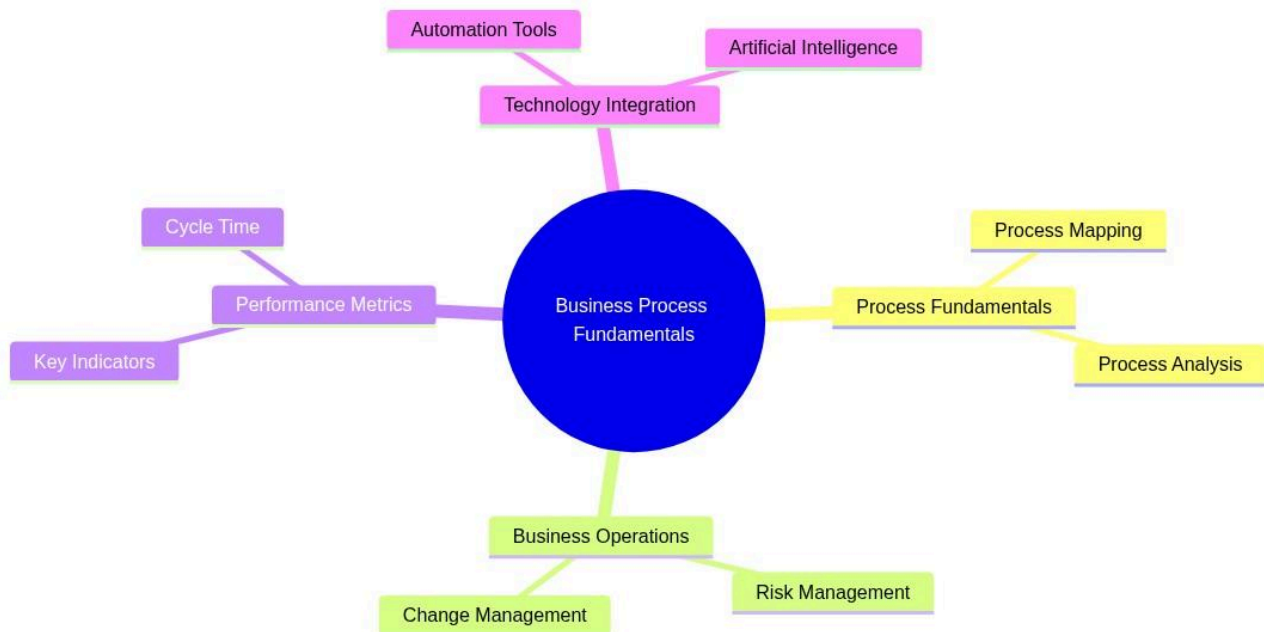 Automation Tools
Artificial Intelligence
Technology Integration
Cycle Time
Process Mapping
Performance Metrics
Business Process
Fundamentals
Process Fundamentals
Key Indicators
Process Analysis
Business Operations
Risk Management
Change Management